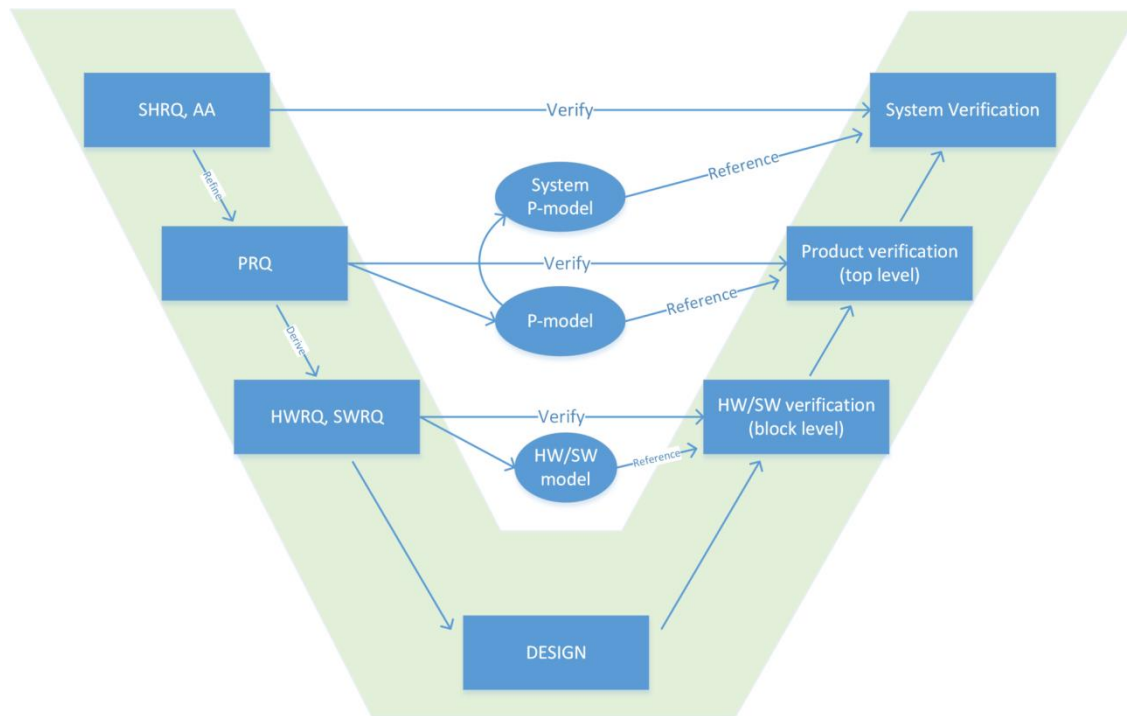 SHRQ, AA
Verify
System Verification
Refine
System
P-model
Reference
PRQ
Verify
Product verification
(top level)
P-model
Reference
Derive
HWRQ, SWRQ
Verify
HW/SW verification
(block level)
HW/SW
model
Reference
DESIGN